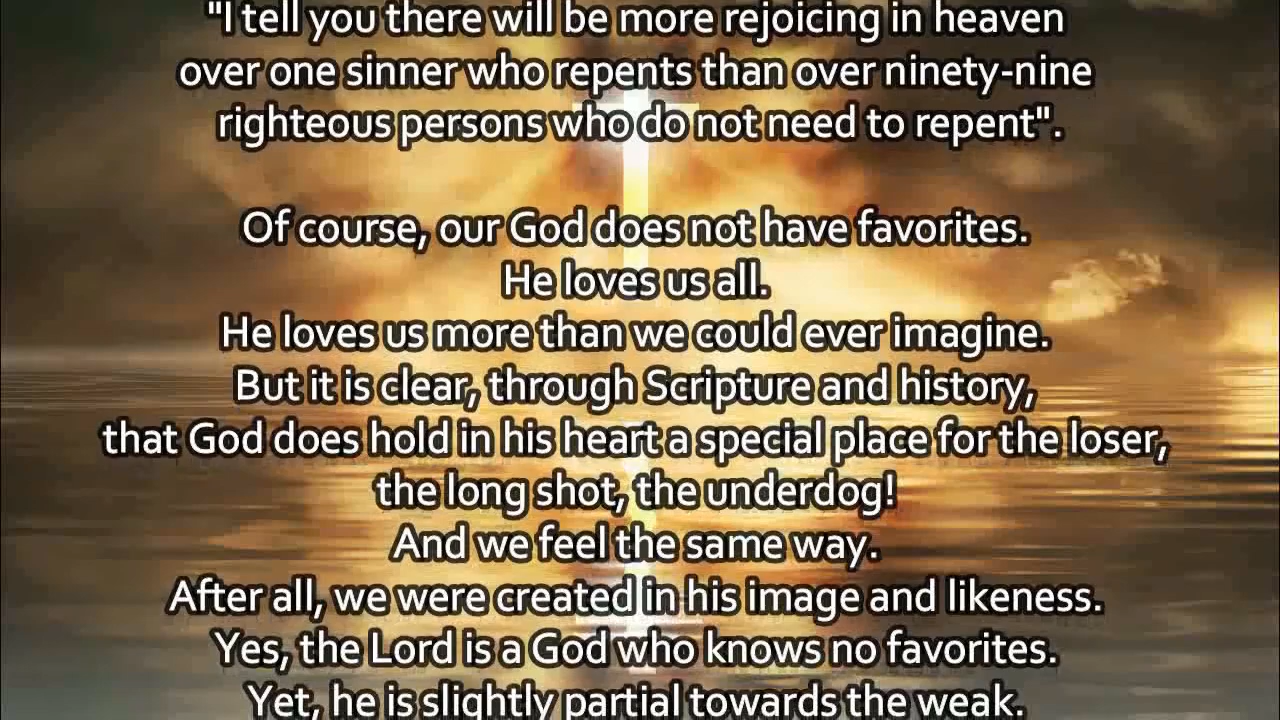 "I tell you there will be more rejoicing in heaven
over one sinner who repents than over ninety-nine
righteous persons who do not need to repent".
Of course, our God does not have favorites.
He loves us all.
He loves us more than we could ever imagine.
But it is clear, through Scripture and history,
that God does hold in his heart a special place for the loser,
the long shot, the underdog!
And we feel the same way.
After all, we were created in his image and likeness.
Yes, the Lord is a God who knows no favorites.
Yet, he is slightly partial towards the weak.